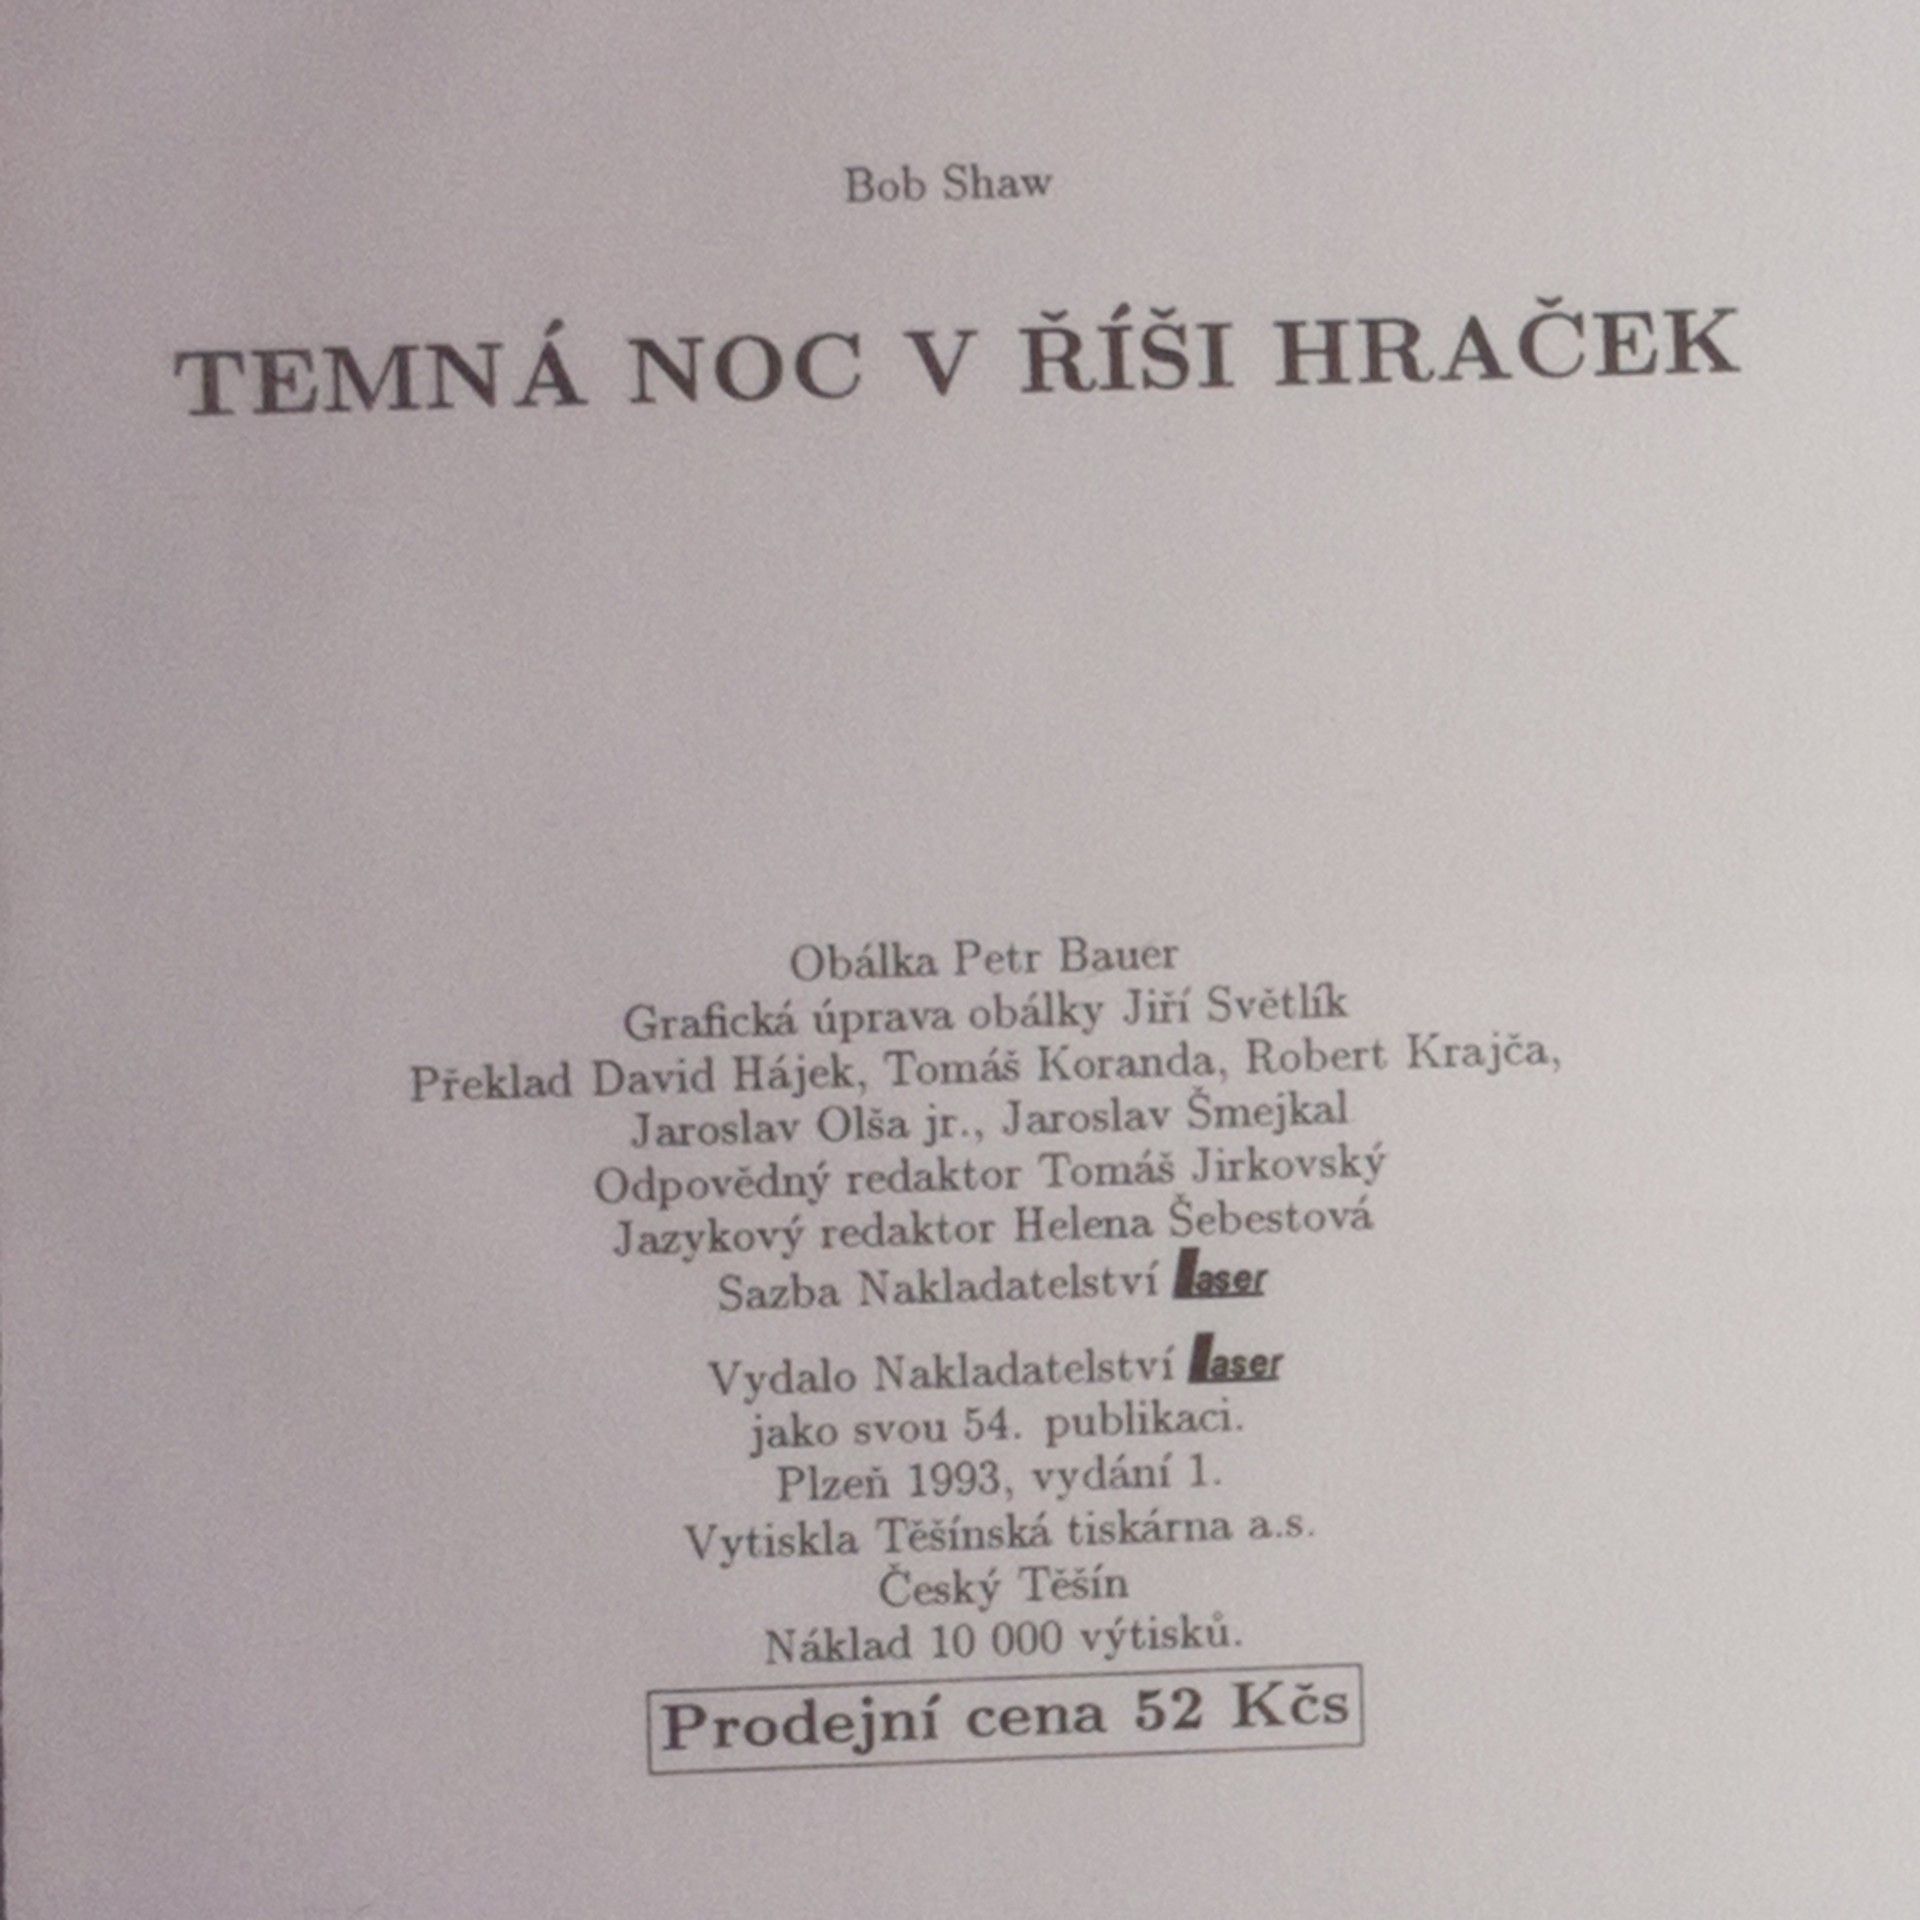 Bob Shaw
TEMNÁ NOC V ŘÍŠI HRAČEK
Obálka Petr Bauer
Grafická úprava obálky Jiří Světlík
Překlad David Hájek, Tomáš Koranda, Robert Krajča,
Jaroslav Olša jr., Jaroslav Šmejkal
Odpovědný redaktor Tomáš Jirkovský
Jazykový redaktor Helena Šebestová
Sazba Nakladatelství laser
Vydalo Nakladatelství laser
jako svou 54. publikaci.
Plzeň 1993, vydání 1.
Vytiskla Těšínská tiskárna a.s.
Český Těšín
Náklad 10 000 výtisků.
Prodejní cena 52 Kčs